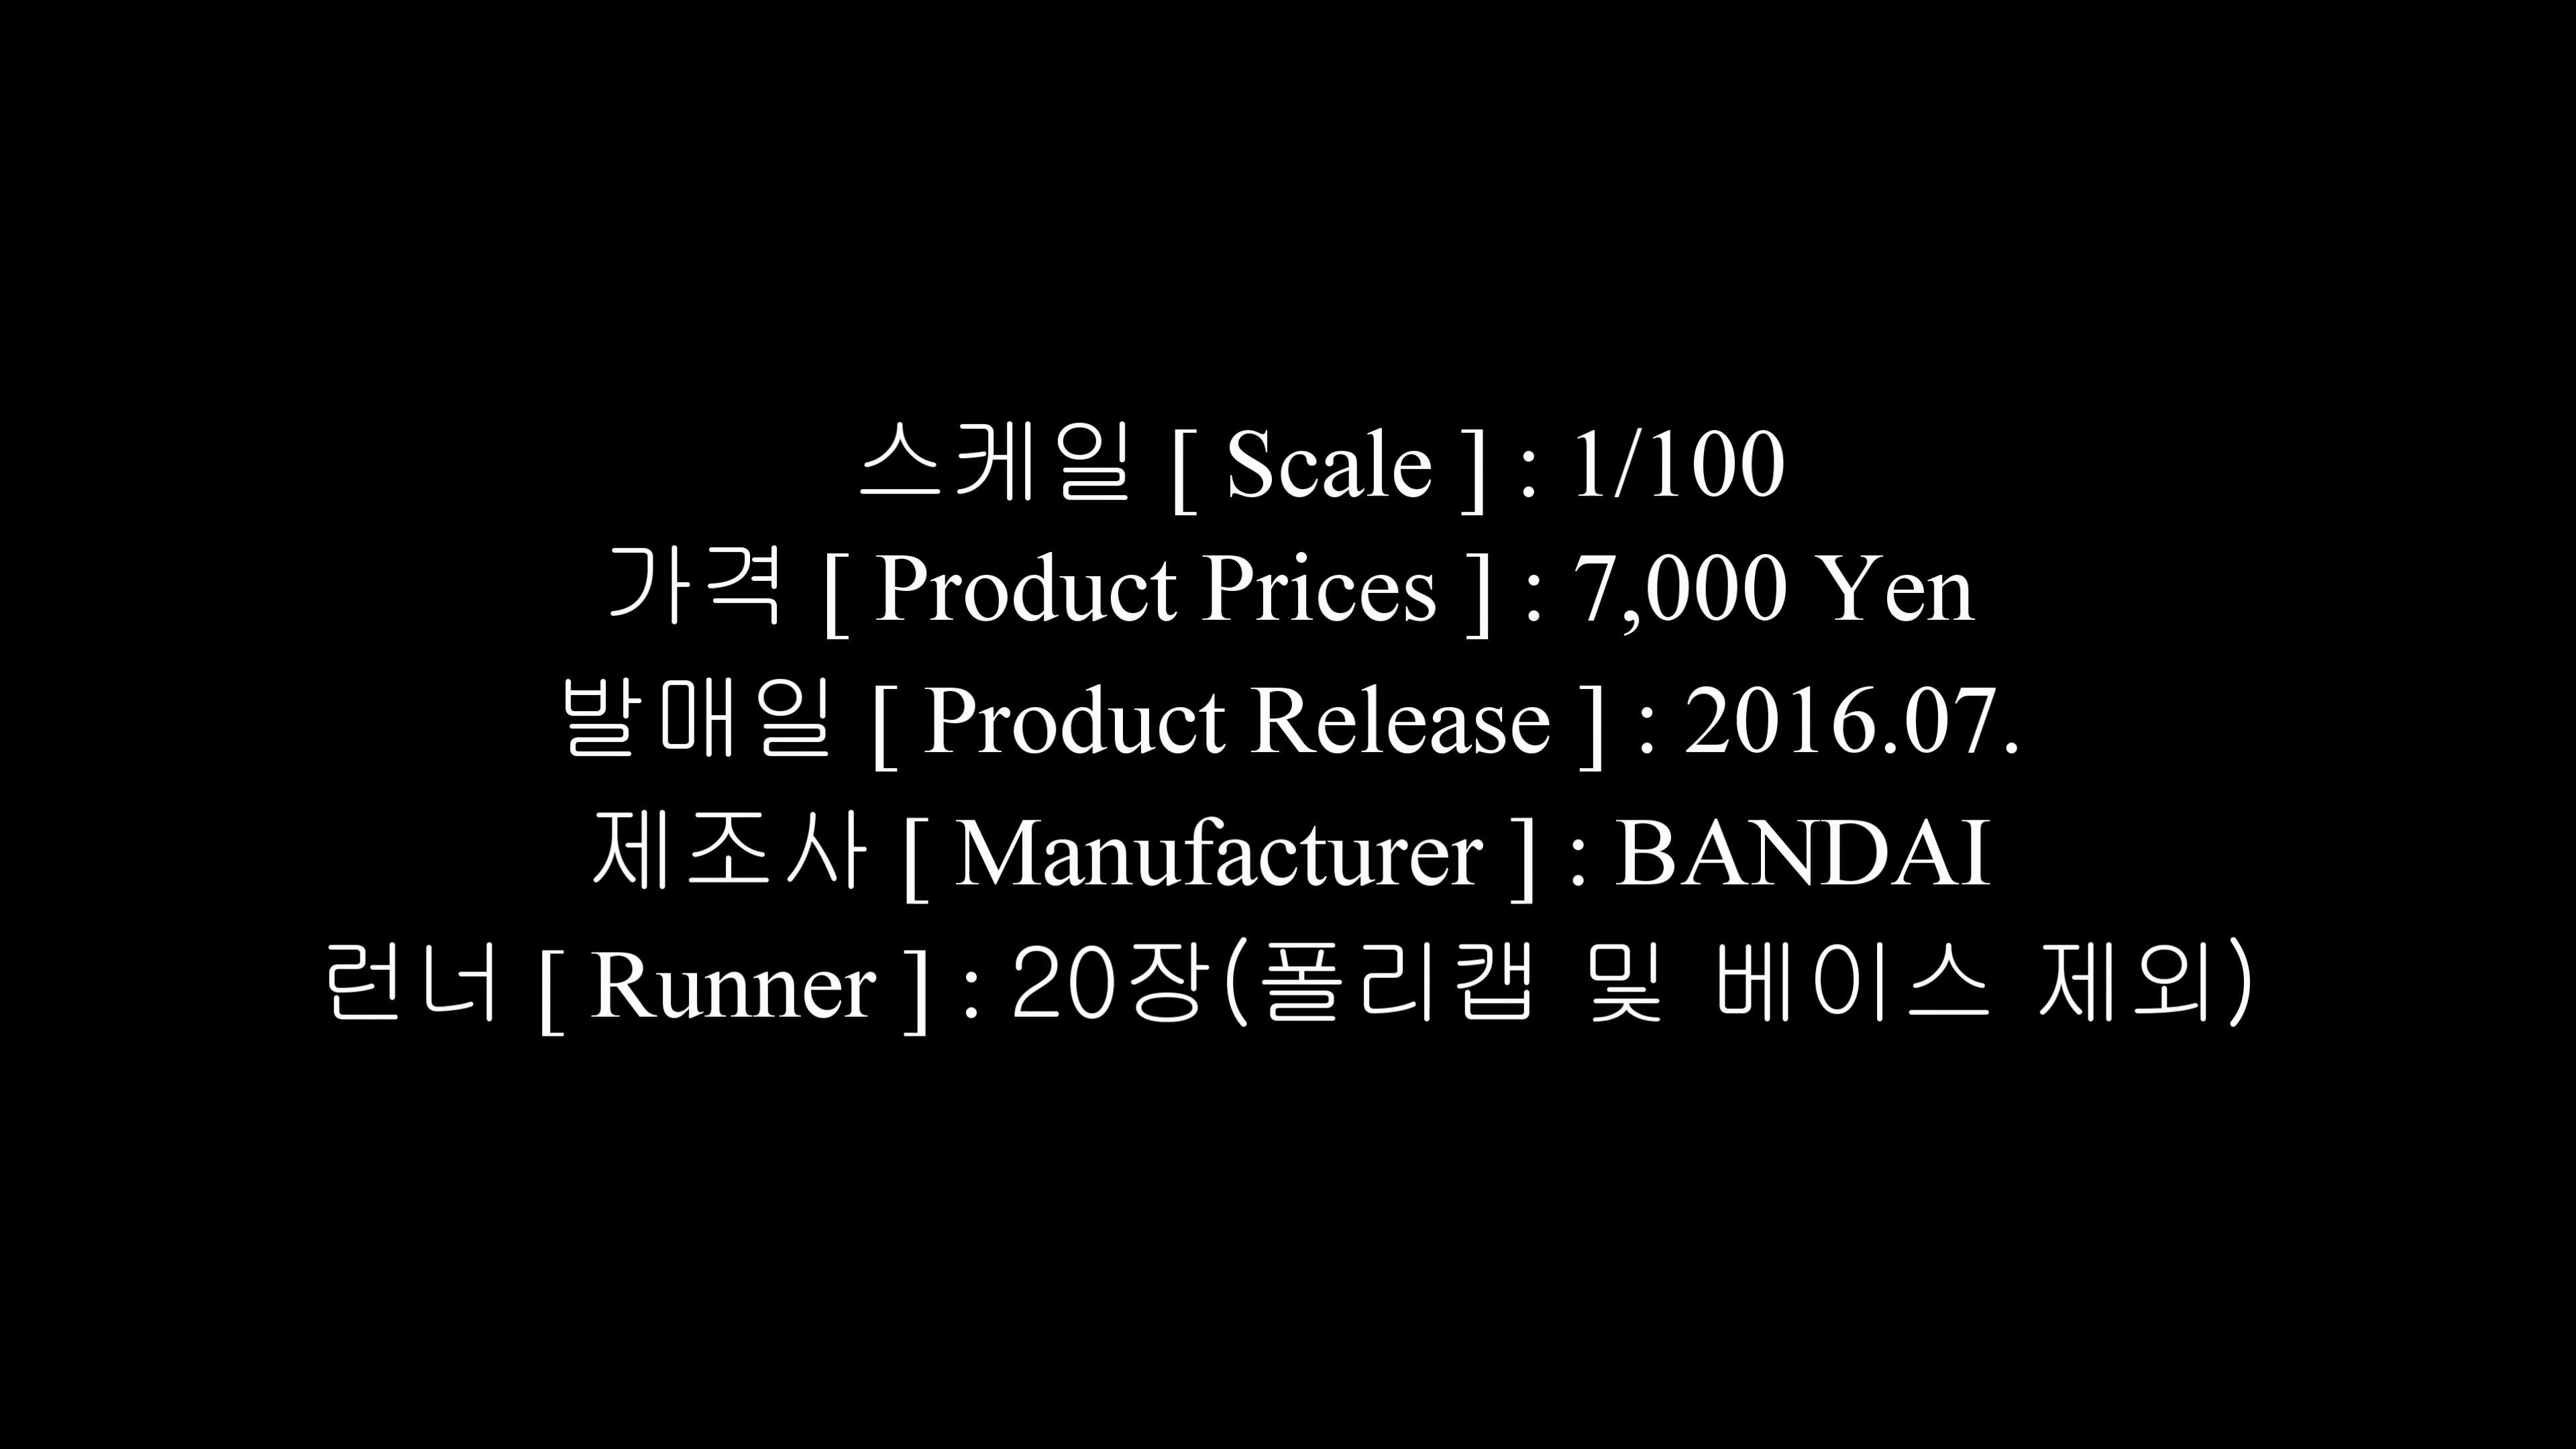 스케일 [ Scale ] : 1/100
가격 [ Product Prices ] : 7,000 Yen
발매일 [ Product Release ] : 2016.07.
제조사 [ Manufacturer ] : BANDAI
런너 [ Runner ] : 20장(폴리캡 및 베이스 제외)